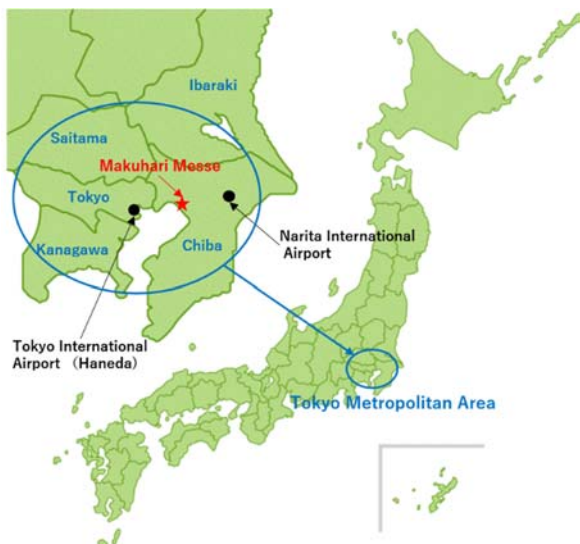 Ibaraki
Saitama
Makuhari Messe
Tokyo
Kanagawa
Chiba
Narita International
Airport
Tokyo International
Airport （Haneda）
Tokyo Metropolitan Area